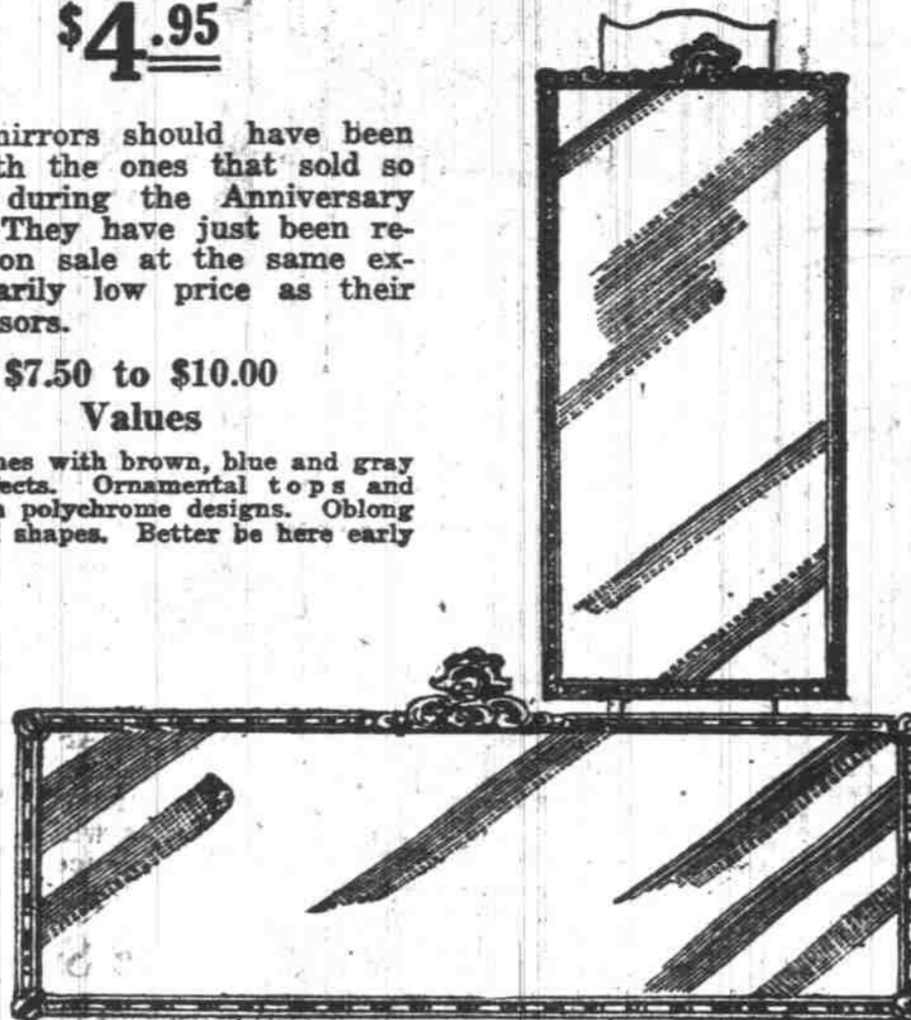 $4.95
mirrors should have been
th the ones that sold so
during the Anniversary
They have just been re-
on sale at the same ex-
arily low price as their
sors.
$7.50 to $10.00
Values
nes with brown, blue and gray
ects. Ornamental tops and
polychrome designs. Oblong
shapes. Better be here early